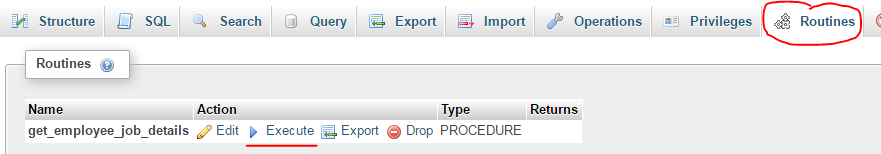 Structure SQL Search Query Export Import Operations Privileges Routines
Routines
Name Action Type Returns
get_employee_job_details Edit Execute Export Drop PROCEDURE